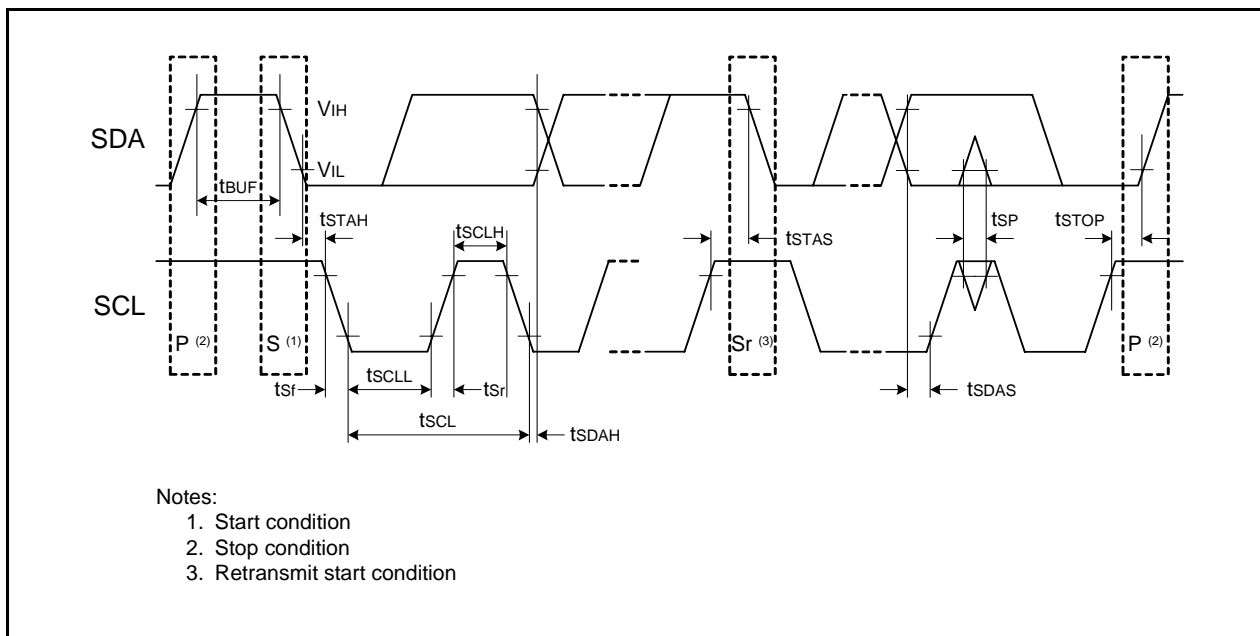 VIH
SDA
VIL
tBUF
tSTAH
tSCLH
tSTAS
tSP
tSTOP
SCL
P (2)
S (1)
Sr (3)
P (2)
tSf
tSCLL
tSr
tSDAS
tSCL
tSDAH
Notes:
1. Start condition
2. Stop condition
3. Retransmit start condition